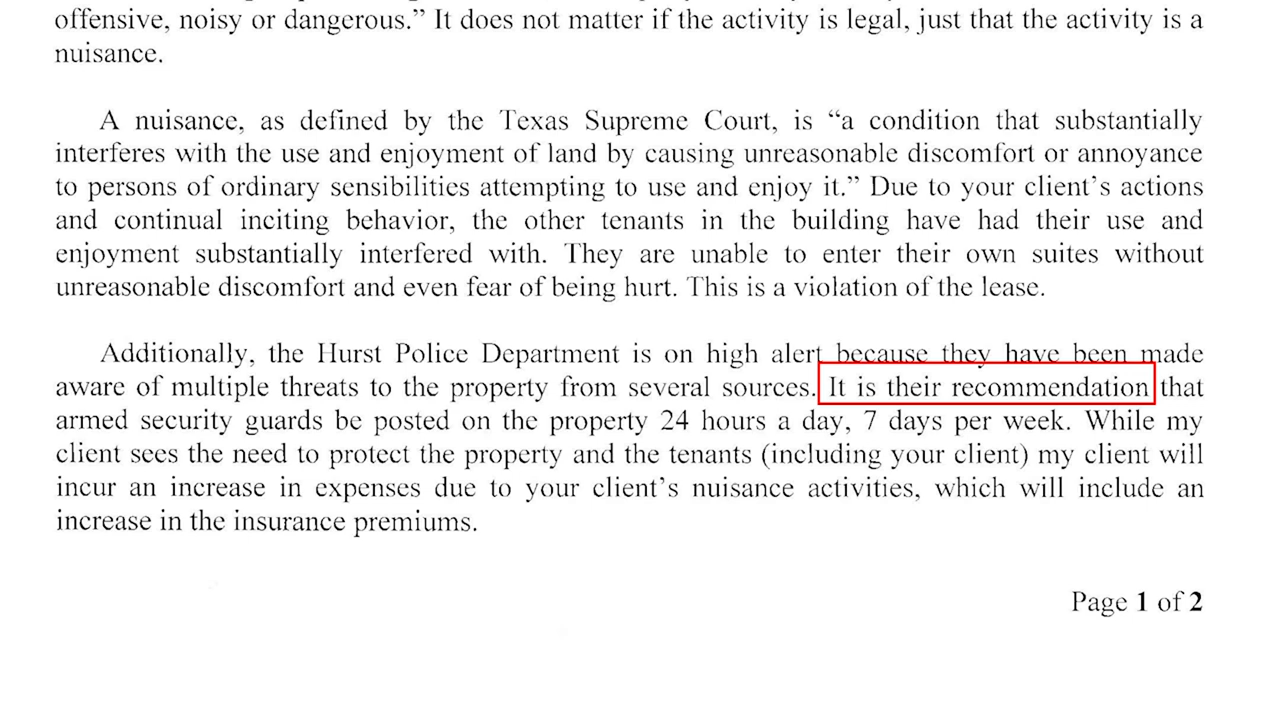 offensive, noisy or dangerous.” It does not matter if the activity is legal, just that the activity is a
nuisance.
A nuisance, as defined by the Texas Supreme Court, is “a condition that substantially
interferes with the use and enjoyment of land by causing unreasonable discomfort or annoyance
to persons of ordinary sensibilities attempting to use and enjoy it.” Due to your client’s actions
and continual inciting behavior, the other tenants in the building have had their use and
enjoyment substantially interfered with. They are unable to enter their own suites without
unreasonable discomfort and even fear of being hurt. This is a violation of the lease.
Additionally, the Hurst Police Department is on high alert because they have been made
aware of multiple threats to the property from several sources. It is their recommendation that
armed security guards be posted on the property 24 hours a day, 7 days per week. While my
client sees the need to protect the property and the tenants (including your client) my client will
incur an increase in expenses due to your client’s nuisance activities, which will include an
increase in the insurance premiums.
Page 1 of 2